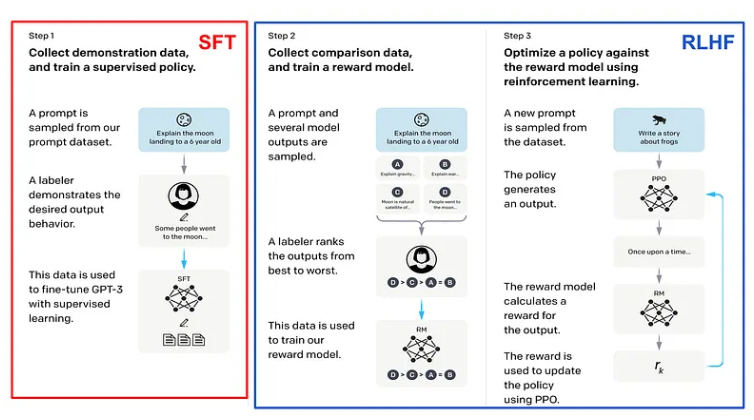 Step 1
SFT
Collect demonstration data,
and train a supervised policy.
A prompt is
sampled from our
prompt dataset.
Explain the moon
landing to a 6 year old
A labeler
demonstrates the
desired output
behavior.
Some people went
to the moon...
This data is used
to fine-tune GPT-3
with supervised
learning.
SFT
Step 2
Collect comparison data,
and train a reward model.
A prompt and
several model
outputs are
sampled.
Explain the moon
landing to a 6 year old
A
Explain gravity...
B
Explain war...
C
Moon is natural
satellite of...
D
People went to
the moon...
A labeler ranks
the outputs from
best to worst.
D > C > A = B
This data is used
to train our
reward model.
RM
D > C > A = B
Step 3
RLHF
Optimize a policy against
the reward model using
reinforcement learning.
A new prompt
is sampled from
the dataset.
Write a story
about frogs
The policy
generates
an output.
PPO
Once upon a time...
The reward model
calculates a
reward for
the output.
RM
The reward is
used to update
the policy
using PPO.
rk